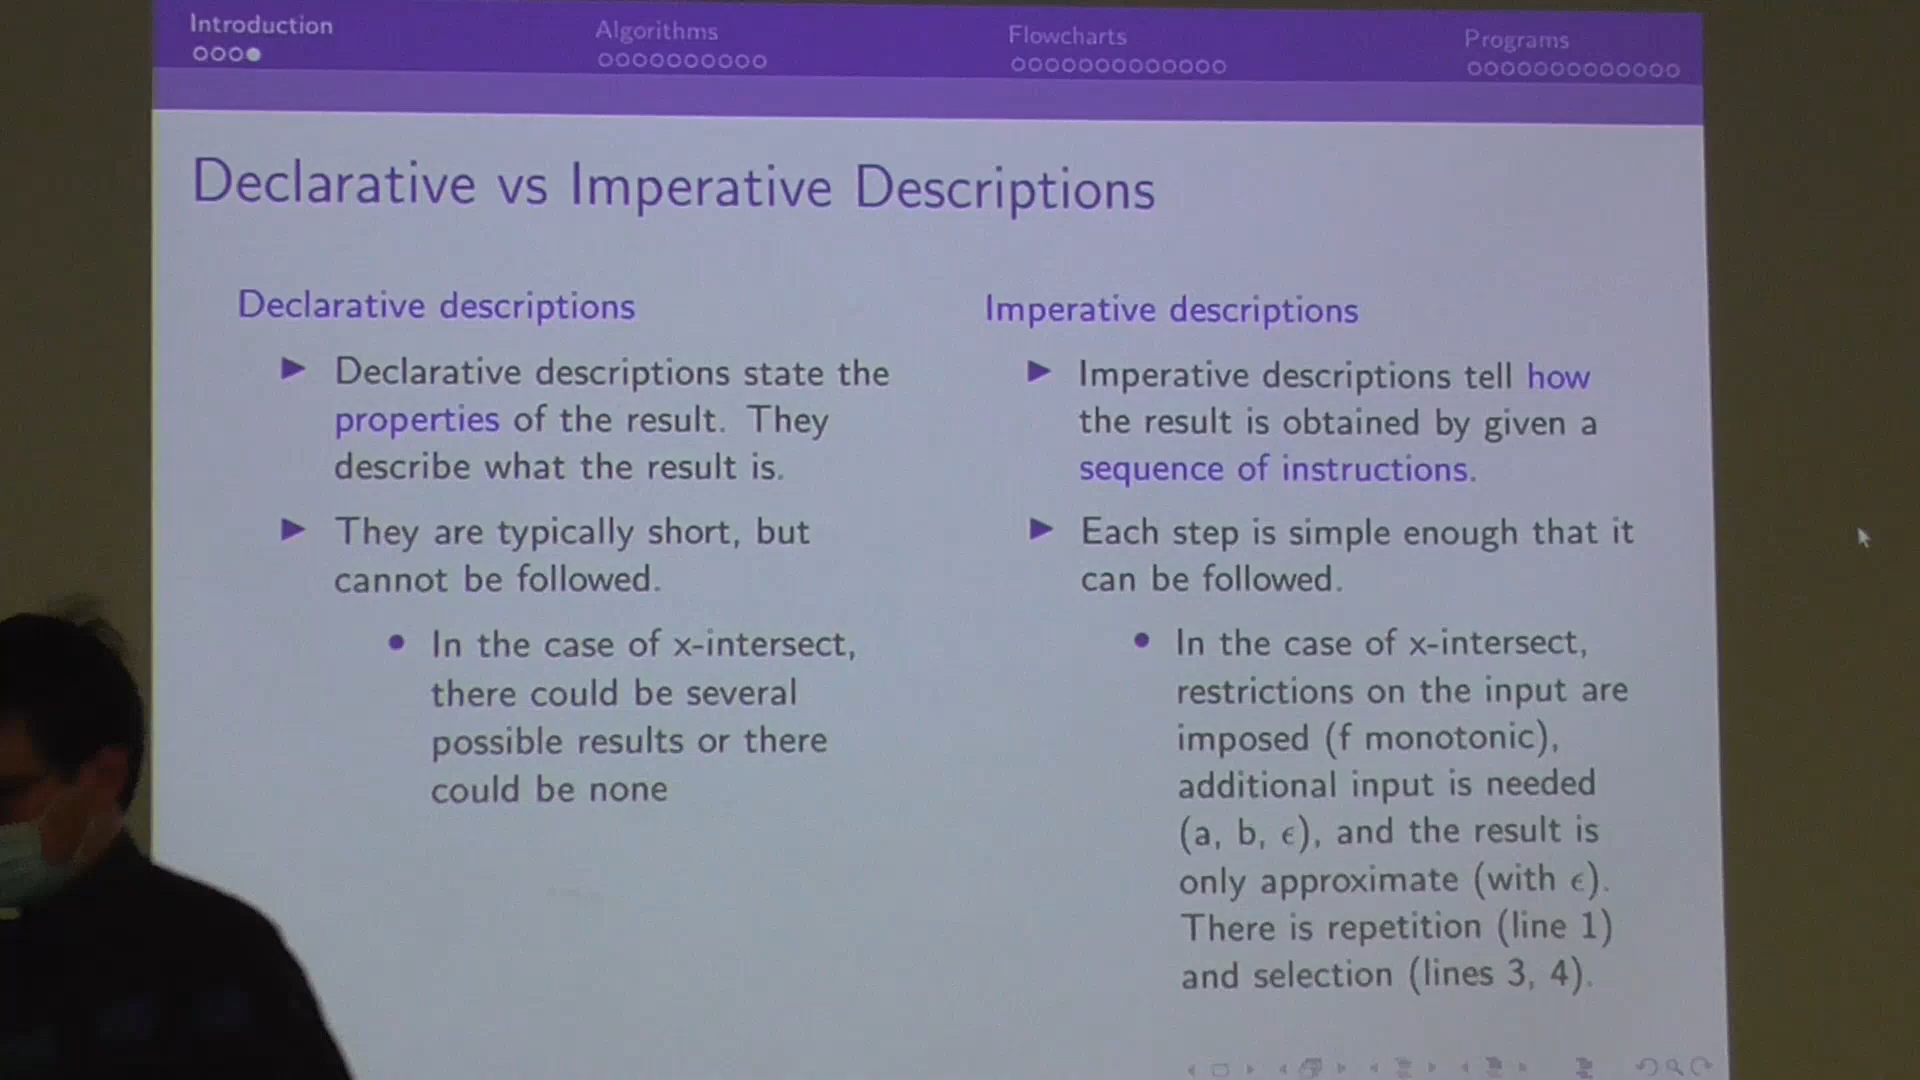 Introduction
Algorithms
Flowcharts
Programs
Declarative vs Imperative Descriptions
Declarative descriptions
Declarative descriptions state the
properties of the result. They
describe what the result is.
They are typically short, but
cannot be followed.
In the case of x-intersect,
there could be several
possible results or there
could be none
Imperative descriptions
Imperative descriptions tell how
the result is obtained by given a
sequence of instructions.
Each step is simple enough that it
can be followed.
In the case of x-intersect,
restrictions on the input are
imposed (f monotonic),
additional input is needed
(a, b, ϵ), and the result is
only approximate (with ϵ).
There is repetition (line 1)
and selection (lines 3, 4).